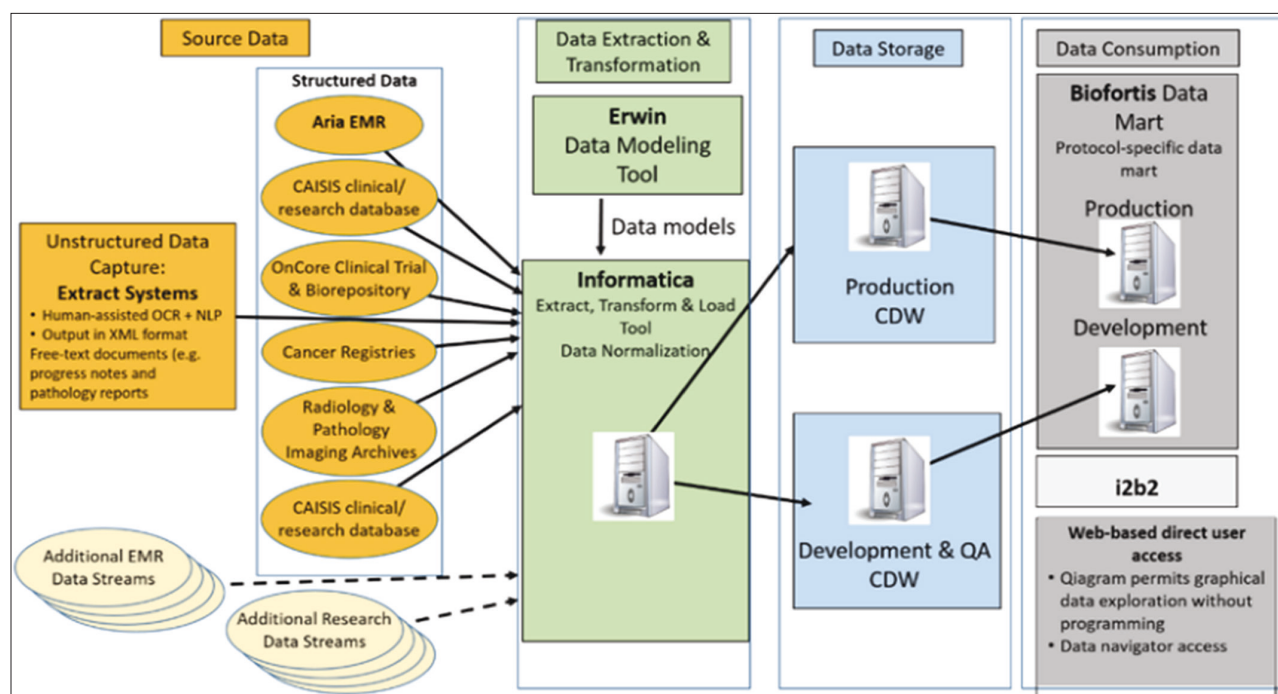 Source Data
Structured Data
Aria EMR
CAISIS clinical/
research database
OnCore Clinical Trial
& Biorepository
Cancer Registries
Radiology &
Pathology
Imaging Archives
CAISIS clinical/
research database
Unstructured Data
Capture:
Extract Systems
• Human-assisted OCR + NLP
• Output in XML format
Free-text documents (e.g.
progress notes and
pathology reports
Additional EMR
Data Streams
Additional Research
Data Streams
Data Extraction &
Transformation
Erwin
Data Modeling
Tool
Data models
Informatica
Extract, Transform & Load
Tool
Data Normalization
Data Storage
Production
CDW
Development & QA
CDW
Data Consumption
Biofortis Data
Mart
Protocol-specific data
mart
Production
Development
i2b2
Web-based direct user
access
• Qiagram permits graphical
data exploration without
programming
• Data navigator access